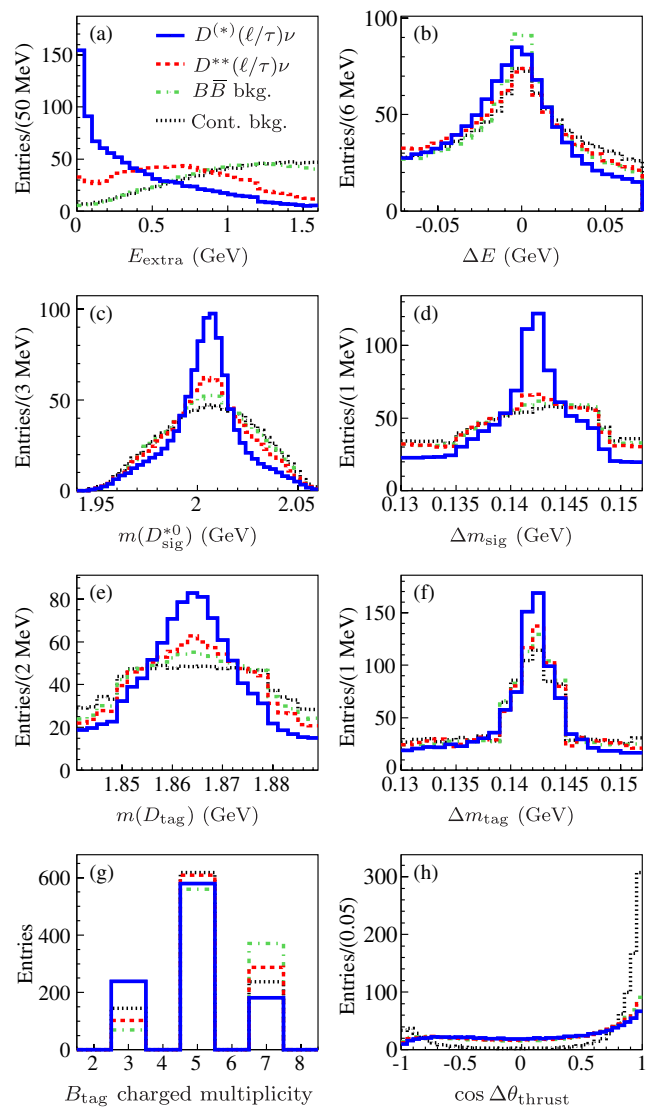 (a)
D(*)(ℓ/τ)ν
D**(ℓ/τ)ν
BB̅ bkg.
Cont. bkg.
Entries/(50 MeV)
150
100
50
0
0 0.5 1 1.5
E_extra (GeV)
(b)
Entries/(6 MeV)
100
80
60
40
20
0
-0.05 0 0.05
ΔE (GeV)
(c)
Entries/(3 MeV)
100
50
0
1.95 2 2.05
m(D*0_sig) (GeV)
(d)
Entries/(1 MeV)
100
50
0
0.13 0.135 0.14 0.145 0.15
Δm_sig (GeV)
(e)
Entries/(2 MeV)
80
60
40
20
0
1.85 1.86 1.87 1.88
m(D_tag) (GeV)
(f)
Entries/(1 MeV)
150
100
50
0
0.13 0.135 0.14 0.145 0.15
Δm_tag (GeV)
(g)
Entries
600
400
200
0
2 3 4 5 6 7 8
B_tag charged multiplicity
(h)
Entries/(0.05)
300
200
100
0
-1 -0.5 0 0.5 1
cos Δθ_thrust